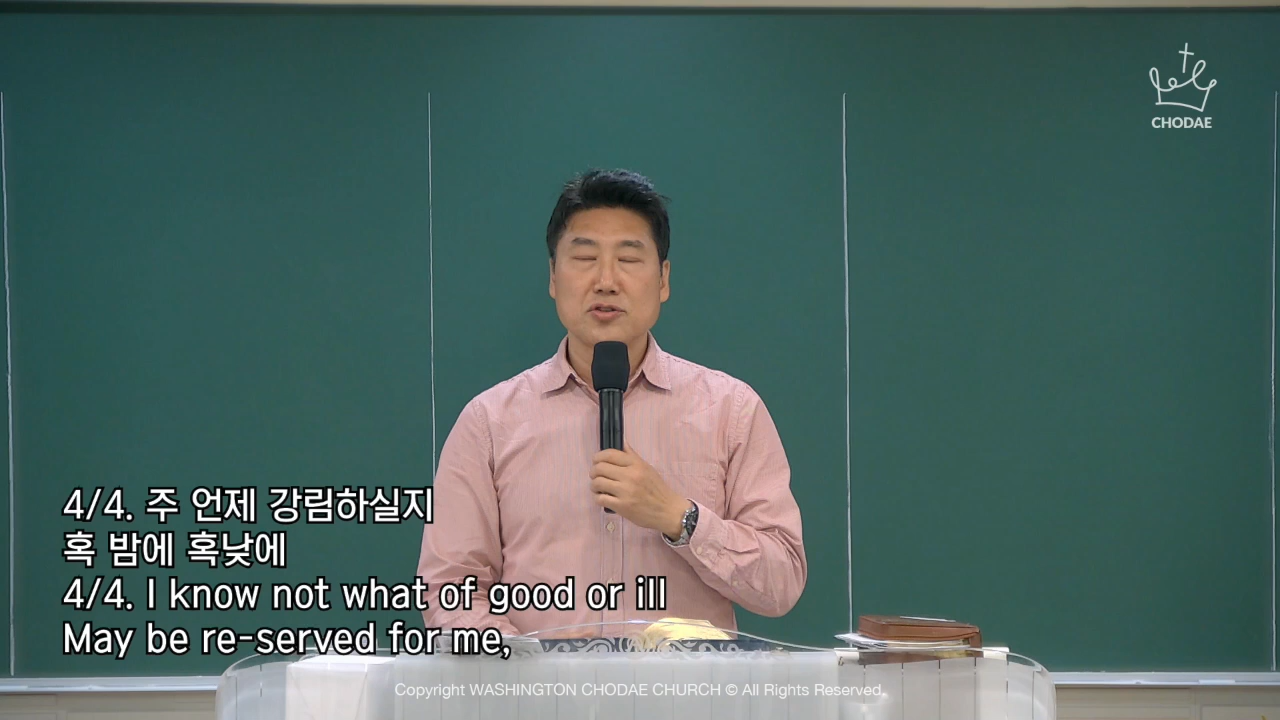 CHODAE
4/4. 주 언제 강림하실지
혹 밤에 혹낮에
4/4. I know not what of good or ill
May be re-served for me,
Copyright WASHINGTON CHODAE CHURCH © All Rights Reserved.